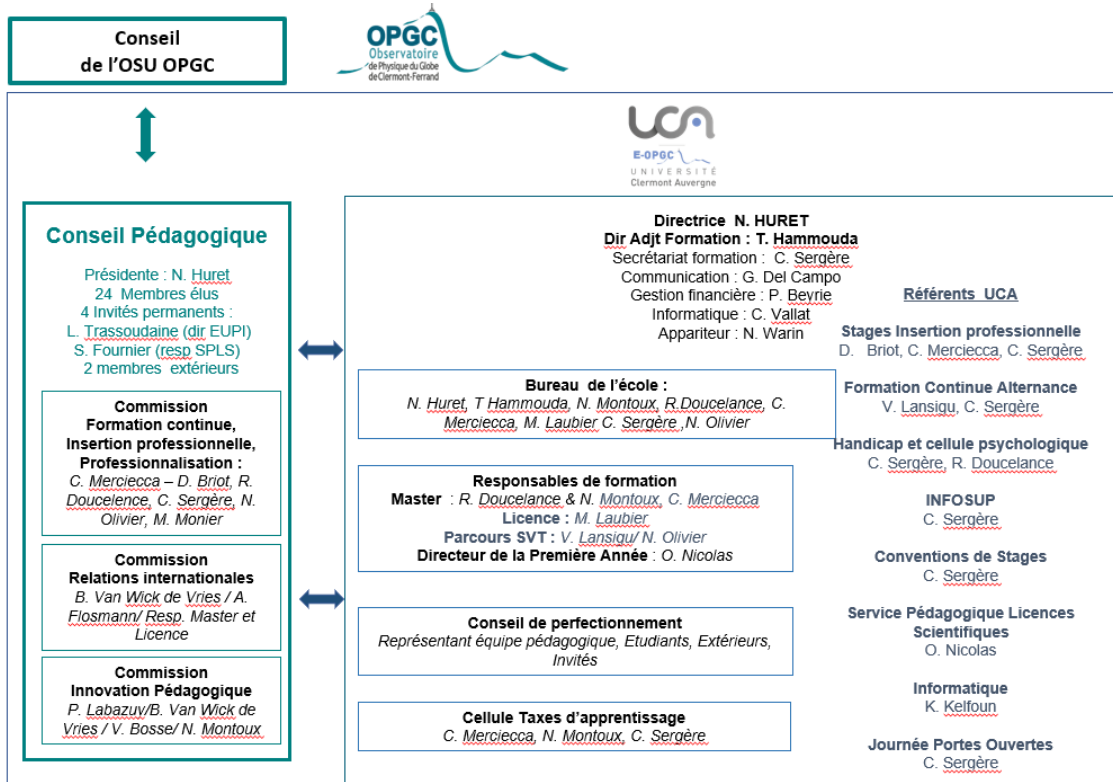 Conseil
de l'OSU OPGC
OPGC
Observatoire
de Physique du Globe
de Clermont-Ferrand
UCA
E-OPGC
UNIVERSITÉ
Clermont Auvergne
Conseil Pédagogique
Présidente : N. Huret
24 Membres élus
4 Invités permanents :
L. Trassoudaine (dir EUPI)
S. Fournier (resp SPLS)
2 membres extérieurs
Commission
Formation continue,
Insertion professionnelle,
Professionnalisation :
C. Merciecca – D. Briot, R.
Doucelence, C. Sergère, N.
Olivier, M. Monier
Commission
Relations internationales
B. Van Wick de Vries / A.
Flosmann/ Resp. Master et
Licence
Commission
Innovation Pédagogique
P. Labazuy/B. Van Wick de
Vries / V. Bosse/ N. Montoux
Directrice N. HURET
Dir Adjt Formation : T. Hammouda
Secrétariat formation : C. Sergère
Communication : G. Del Campo
Gestion financière : P. Beyrie
Informatique : C. Vallat
Appariteur : N. Warin
Bureau de l'école :
N. Huret, T Hammouda, N. Montoux, R.Doucelance, C.
Merciecca, M. Laubier C. Sergère ,N. Olivier
Responsables de formation
Master : R. Doucelance & N. Montoux, C. Merciecca
Licence : M. Laubier
Parcours SVT : V. Lansigu/ N. Olivier
Directeur de la Première Année : O. Nicolas
Conseil de perfectionnement
Représentant équipe pédagogique, Etudiants, Extérieurs,
Invités
Cellule Taxes d'apprentissage
C. Merciecca, N. Montoux, C. Sergère
Référents UCA
Stages Insertion professionnelle
D. Briot, C. Merciecca, C. Sergère
Formation Continue Alternance
V. Lansigu, C. Sergère
Handicap et cellule psychologique
C. Sergère, R. Doucelance
INFOSUP
C. Sergère
Conventions de Stages
C. Sergère
Service Pédagogique Licences
Scientifiques
O. Nicolas
Informatique
K. Kelfoun
Journée Portes Ouvertes
C. Sergère